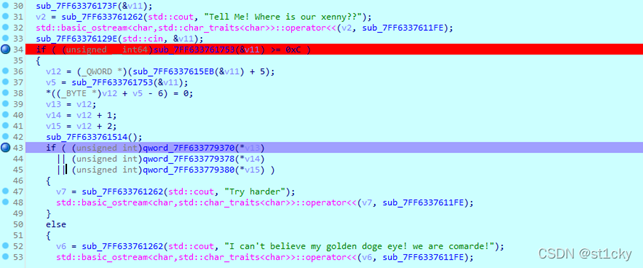 30 sub_7FF63376173F(&v11);
31 v2 = sub_7FF633761262(std::cout, "Tell Me! Where is our xenny??");
32 std::basic_ostream<char,std::char_traits<char>>::operator<<(v2, sub_7FF6337611FE);
33 sub_7FF63376129E(std::cin, &v11);
34 if ( (unsigned __int64)sub_7FF633761753(&v11) >= 0xC )
35 {
36 v12 = (_QWORD *)(sub_7FF6337615EB(&v11) + 5);
37 v5 = sub_7FF633761753(&v11);
38 *((_BYTE *)v12 + v5 - 6) = 0;
39 v13 = v12;
40 v14 = v12 + 1;
41 v15 = v12 + 2;
42 sub_7FF633761514();
43 if ( (unsigned int)qword_7FF633779370(*v13)
44 || (unsigned int)qword_7FF633779378(*v14)
45 || (unsigned int)qword_7FF633779380(*v15) )
46 {
47 v7 = sub_7FF633761262(std::cout, "Try harder");
48 std::basic_ostream<char,std::char_traits<char>>::operator<<(v7, sub_7FF6337611FE);
49 }
50 else
51 {
52 v6 = sub_7FF633761262(std::cout, "I can't believe my golden doge eye! we are comarde!");
53 std::basic_ostream<char,std::char_traits<char>>::operator<<(v6, sub_7FF6337611FE);
CSDN @st1cky